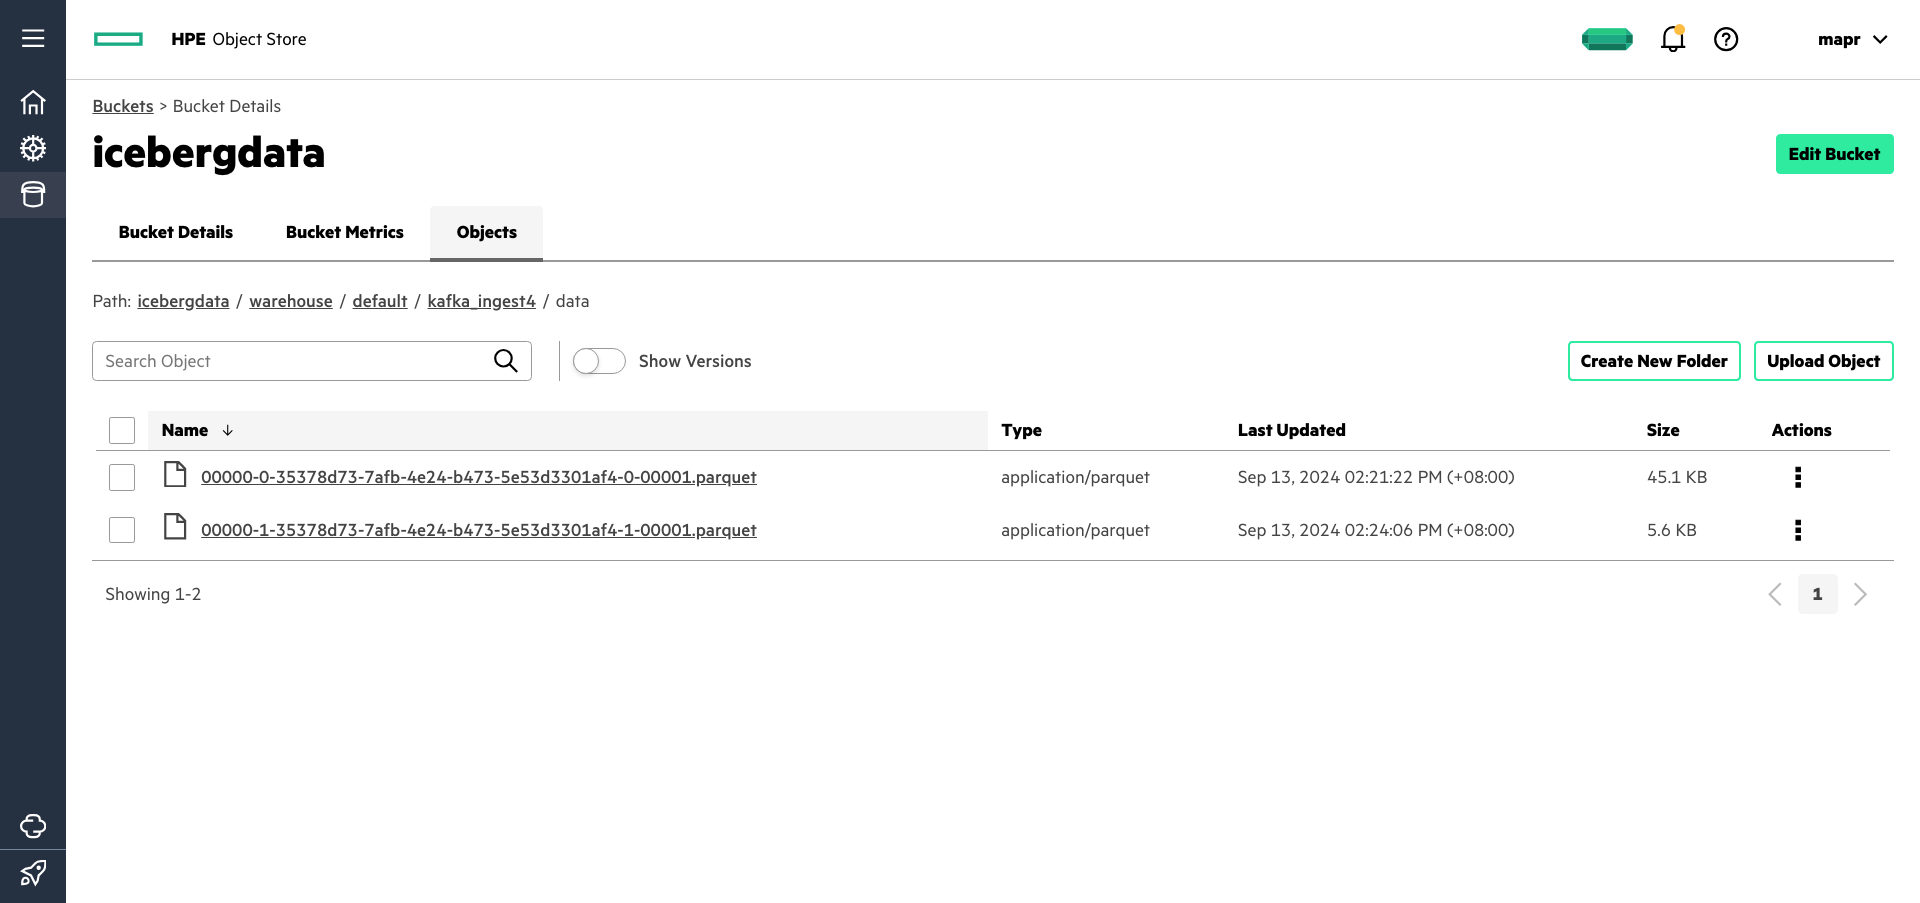 HPE Object Store
mapr
Buckets > Bucket Details
icebergdata
Edit Bucket
Bucket Details Bucket Metrics Objects
Path: icebergdata / warehouse / default / kafka_ingest4 / data
Search Object Show Versions Create New Folder Upload Object
Name ↓ Type Last Updated Size Actions
00000-0-35378d73-7afb-4e24-b473-5e53d3301af4-0-00001.parquet application/parquet Sep 13, 2024 02:21:22 PM (+08:00) 45.1 KB
00000-1-35378d73-7afb-4e24-b473-5e53d3301af4-1-00001.parquet application/parquet Sep 13, 2024 02:24:06 PM (+08:00) 5.6 KB
Showing 1-2 1